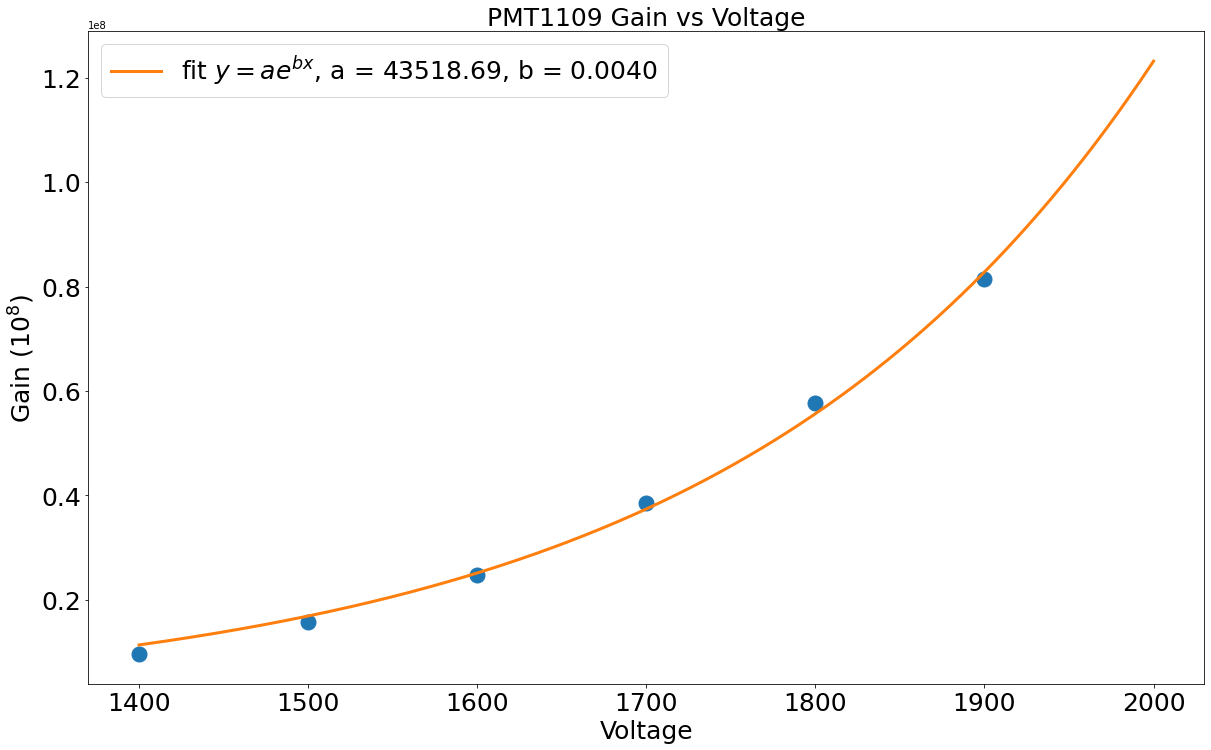 PMT1109 Gain vs Voltage
1e8
fit $y = ae^{bx}$, a = 43518.69, b = 0.0040
1.2
1.0
0.8
0.6
0.4
0.2
Gain ($10^8$)
1400 1500 1600 1700 1800 1900 2000
Voltage